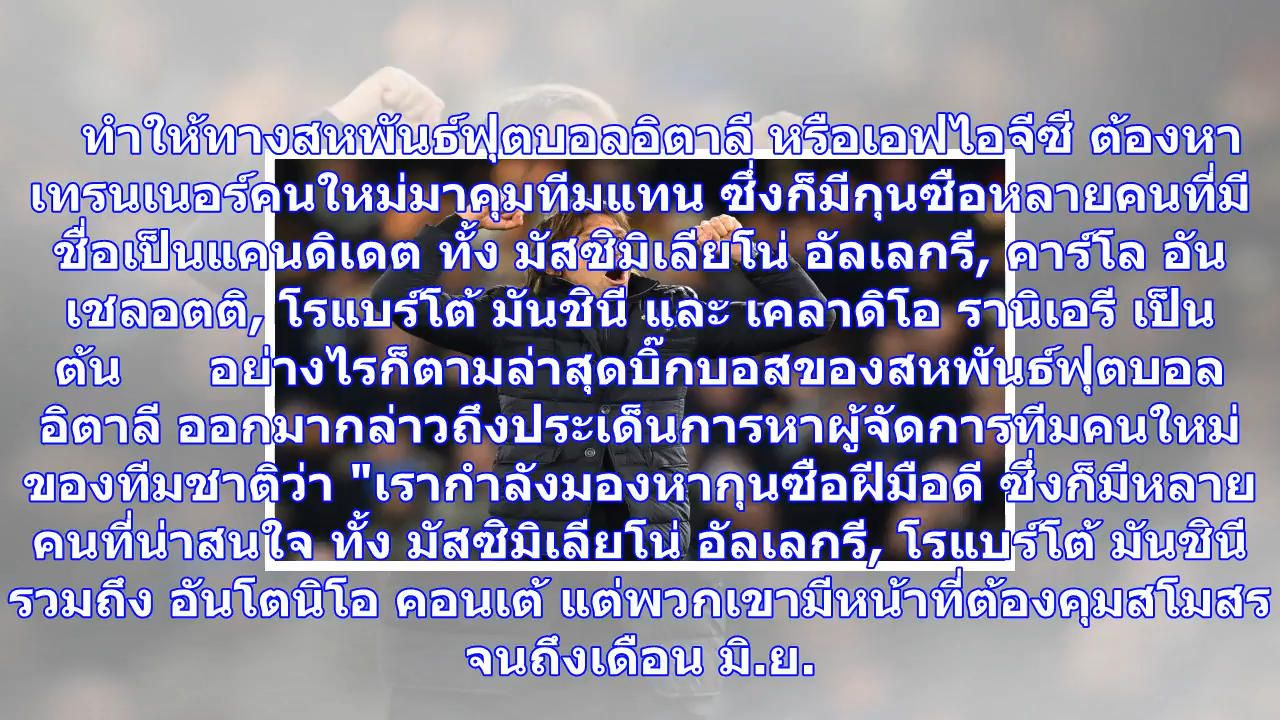 ทำให้ทางสหพันธ์ฟุตบอลอิตาลี หรือเอฟไอจีซี ต้องหา
เทรนเนอร์คนใหม่มาคุมทีมแทน ซึ่งก็มีกุนซือหลายคนที่มี
ชื่อเป็นแคนดิเดต ทั้ง มัสซิมิเลียโน่ อัลเลกรี, คาร์โล อัน
เชลอตติ, โรแบร์โต้ มันชินี และ เคลาดิโอ รานิเอรี เป็น
ต้น      อย่างไรก็ตามล่าสุดบิ๊กบอสของสหพันธ์ฟุตบอล
อิตาลี ออกมากล่าวถึงประเด็นการหาผู้จัดการทีมคนใหม่
ของทีมชาติว่า "เรากำลังมองหากุนซือฝีมือดี ซึ่งก็มีหลาย
คนที่น่าสนใจ ทั้ง มัสซิมิเลียโน่ อัลเลกรี, โรแบร์โต้ มันชินี
รวมถึง อันโตนิโอ คอนเต้ แต่พวกเขามีหน้าที่ต้องคุมสโมสร
จนถึงเดือน มิ.ย.